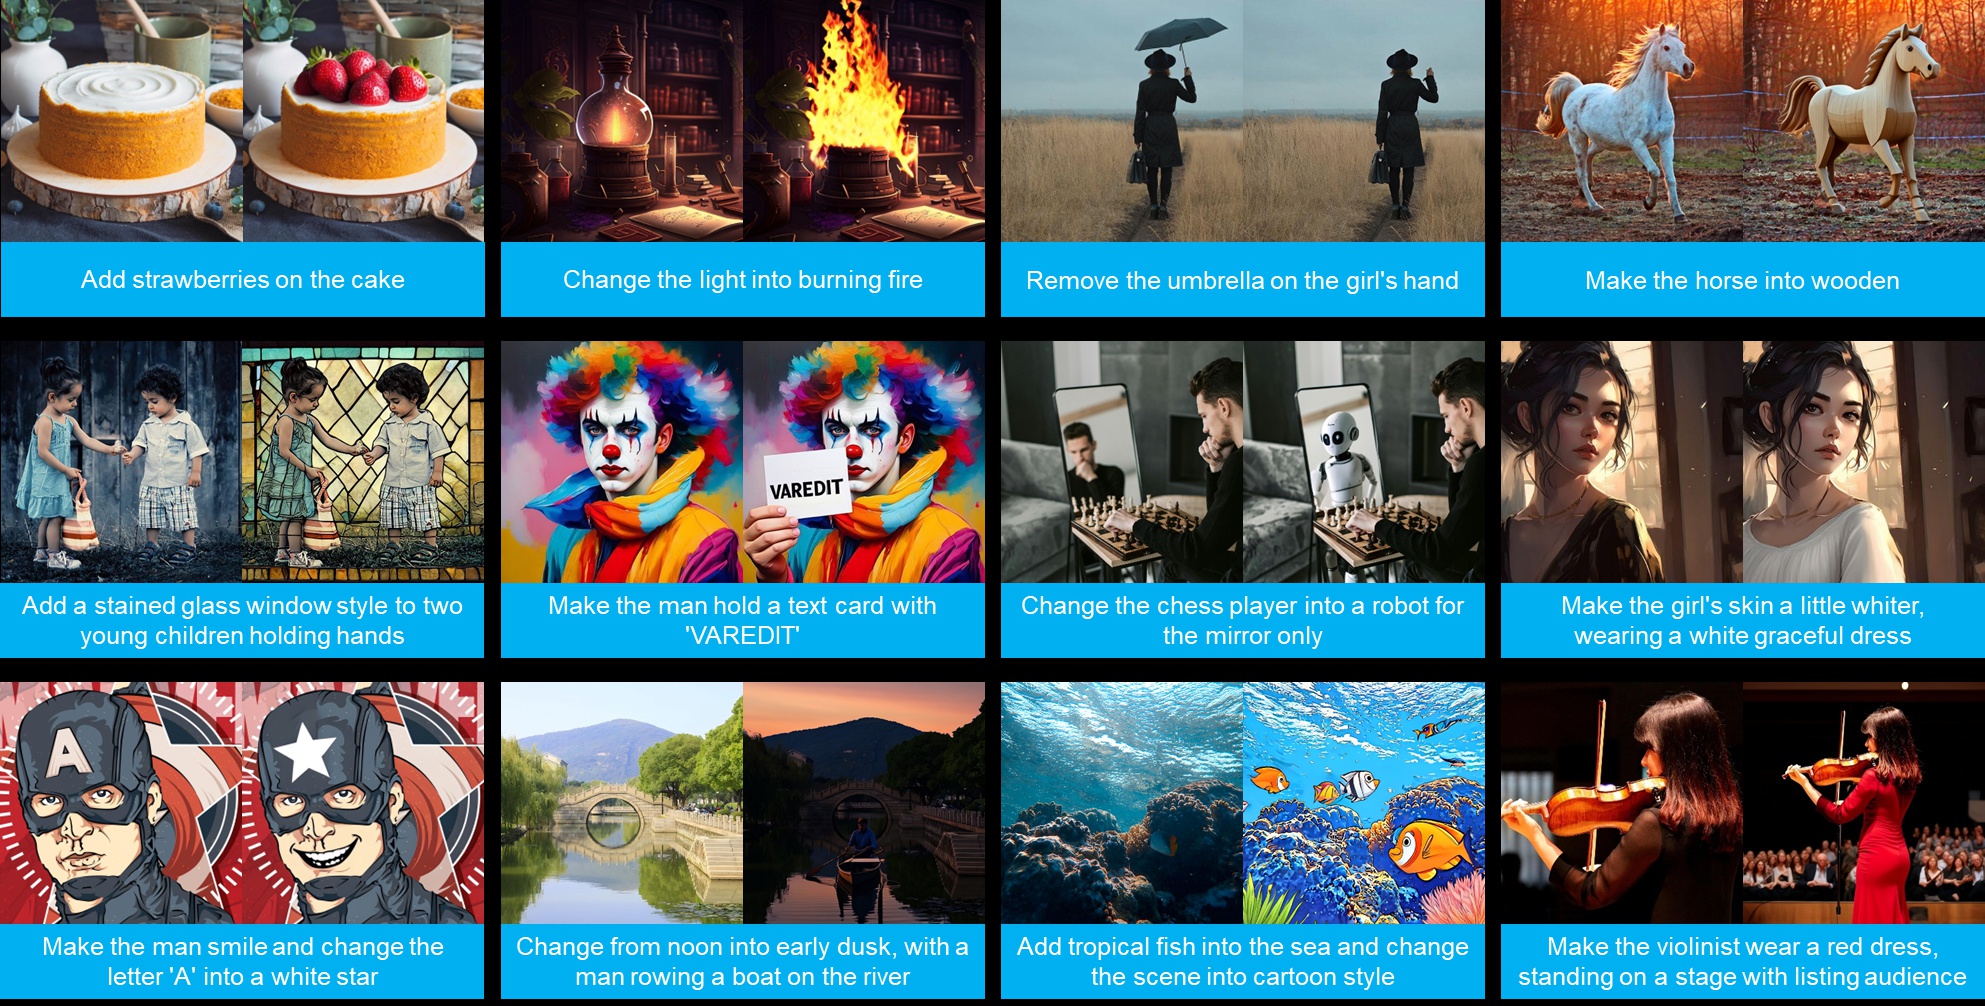 Add strawberries on the cake
Change the light into burning fire
Remove the umbrella on the girl's hand
Make the horse into wooden
VAREDIT
Add a stained glass window style to two
young children holding hands
Make the man hold a text card with
'VAREDIT'
Change the chess player into a robot for
the mirror only
Make the girl's skin a little whiter,
wearing a white graceful dress
A
Make the man smile and change the
letter 'A' into a white star
Change from noon into early dusk, with a
man rowing a boat on the river
Add tropical fish into the sea and change
the scene into cartoon style
Make the violinist wear a red dress,
standing on a stage with listing audience